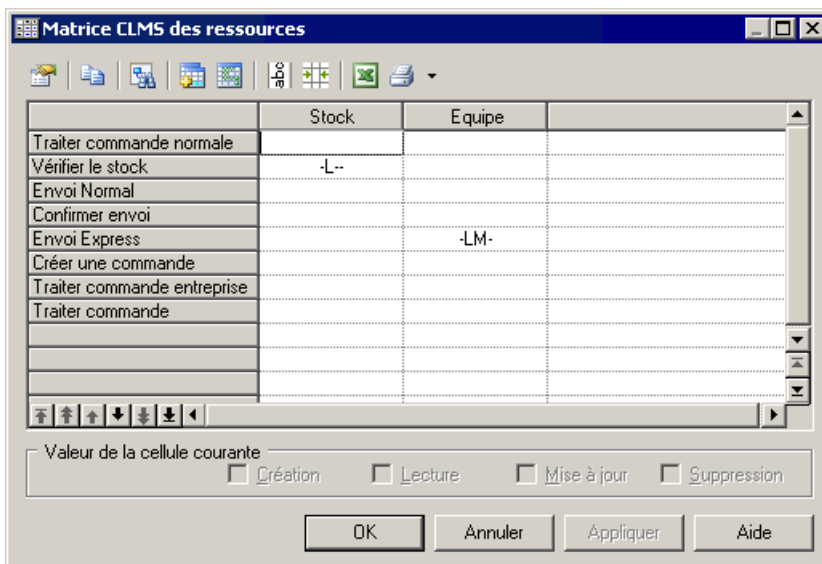 Matrice CLMS des ressources
abc
Stock Equipe
Traiter commande normale
Vérifier le stock -L--
Envoi Normal
Confirmer envoi
Envoi Express -LM-
Créer une commande
Traiter commande entreprise
Traiter commande
Valeur de la cellule courante
Création Lecture Mise à jour Suppression
OK Annuler Appliquer Aide